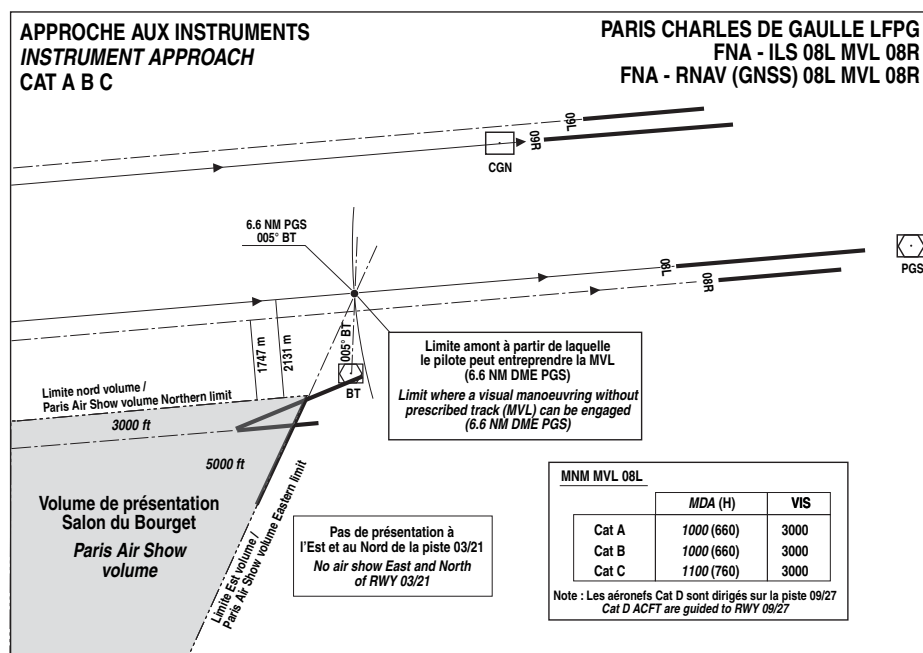 APPROCHE AUX INSTRUMENTS
INSTRUMENT APPROACH
CAT A B C
PARIS CHARLES DE GAULLE LFPG
FNA - ILS 08L MVL 08R
FNA - RNAV (GNSS) 08L MVL 08R
09L
09R
CGN
6.6 NM PGS
005° BT
PGS
08L
08R
1747 m
2131 m
005° BT
BT
Limite amont à partir de laquelle
le pilote peut entreprendre la MVL
(6.6 NM DME PGS)
Limit where a visual manoeuvring without
prescribed track (MVL) can be engaged
(6.6 NM DME PGS)
Limite nord volume /
Paris Air Show volume Northern limit
3000 ft
5000 ft
Volume de présentation
Salon du Bourget
Paris Air Show
volume
Limite Est volume /
Paris Air Show volume Eastern limit
Pas de présentation à
l'Est et au Nord de la piste 03/21
No air show East and North
of RWY 03/21
MNM MVL 08L
MDA (H) VIS
Cat A 1000 (660) 3000
Cat B 1000 (660) 3000
Cat C 1100 (760) 3000
Note : Les aéronefs Cat D sont dirigés sur la piste 09/27
Cat D ACFT are guided to RWY 09/27